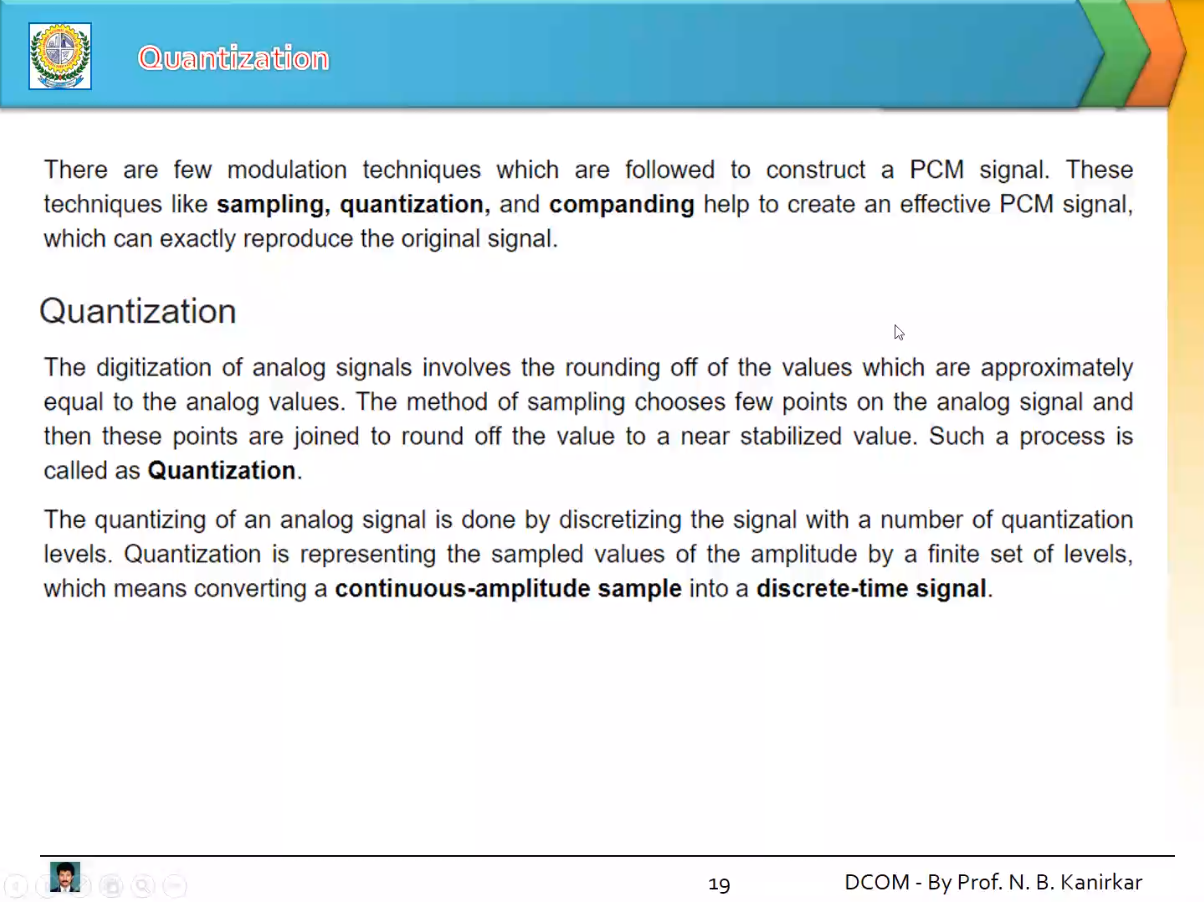 Quantization
There are few modulation techniques which are followed to construct a PCM signal. These
techniques like sampling, quantization, and companding help to create an effective PCM signal,
which can exactly reproduce the original signal.
Quantization
The digitization of analog signals involves the rounding off of the values which are approximately
equal to the analog values. The method of sampling chooses few points on the analog signal and
then these points are joined to round off the value to a near stabilized value. Such a process is
called as Quantization.
The quantizing of an analog signal is done by discretizing the signal with a number of quantization
levels. Quantization is representing the sampled values of the amplitude by a finite set of levels,
which means converting a continuous-amplitude sample into a discrete-time signal.
19
DCOM - By Prof. N. B. Kanirkar